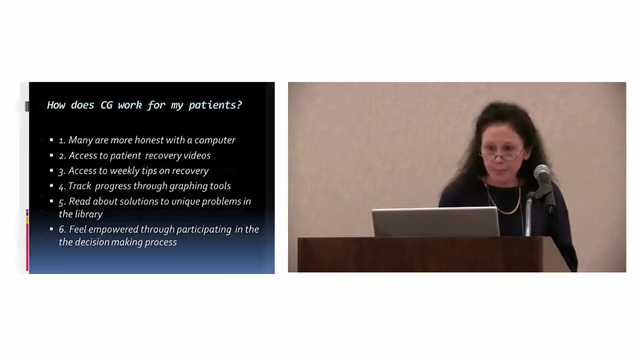 How does CG work for my patients?
1. Many are more honest with a computer
2. Access to patient recovery videos
3. Access to weekly tips on recovery
4. Track progress through graphing tools
5. Read about solutions to unique problems in
the library
6. Feel empowered through participating in the
the decision making process